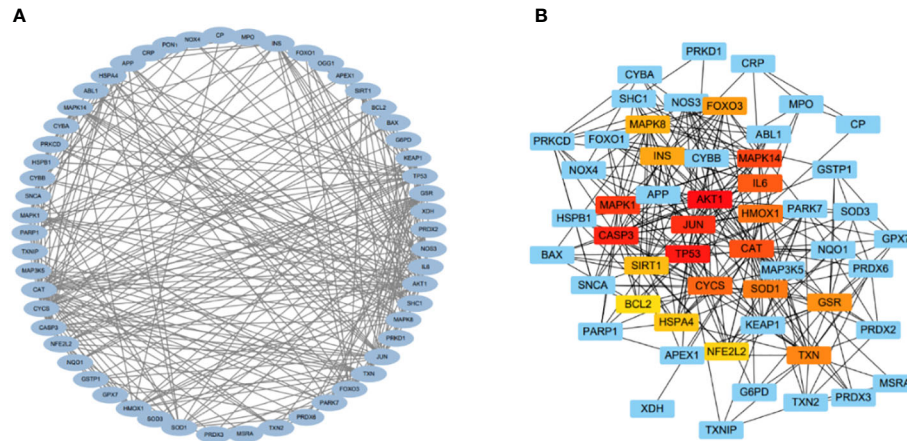 A
B
CP
MPO
INS
FOXO1
OGG1
APEX1
SIRT1
BCL2
BAX
G6PD
KEAP1
TP53
GSR
XDH
PRDX2
NOS3
IL6
AKT1
SHC1
MAPK8
PRKD1
JUN
TXN
FOXO3
PARK7
PRDX6
TXN2
MSRA
PRDX3
SOD1
SOD3
HMOX1
GPX7
GSTP1
NQO1
NFE2L2
CASP3
CYCS
CAT
MAP3K5
TXNIP
PARP1
MAPK1
SNCA
CYBB
HSPB1
PRKCD
CYBA
MAPK14
ABL1
HSPA4
APP
CRP
PON1
NOX4
PRKD1
CRP
CYBA
SHC1
NOS3
FOXO3
MPO
MAPK8
CP
PRKCD
FOXO1
ABL1
INS
CYBB
MAPK14
NOX4
GSTP1
IL6
APP
AKT1
MAPK1
HMOX1
PARK7
SOD3
HSPB1
JUN
CASP3
GPX7
BAX
TP53
CAT
NQO1
SIRT1
MAP3K5
PRDX6
SNCA
CYCS
SOD1
BCL2
GSR
HSPA4
PARP1
KEAP1
PRDX2
NFE2L2
APEX1
TXN
MSRA
G6PD
PRDX3
TXN2
XDH
TXNIP